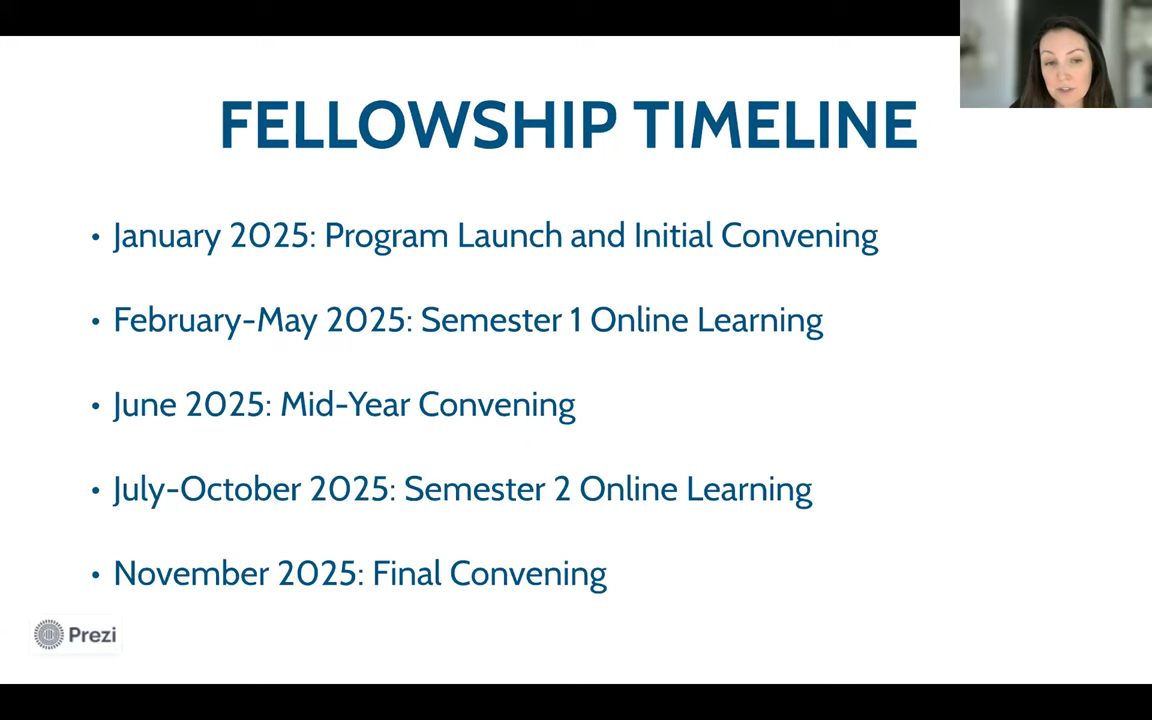 FELLOWSHIP TIMELINE
• January 2025: Program Launch and Initial Convening
• February-May 2025: Semester 1 Online Learning
• June 2025: Mid-Year Convening
• July-October 2025: Semester 2 Online Learning
• November 2025: Final Convening
Prezi